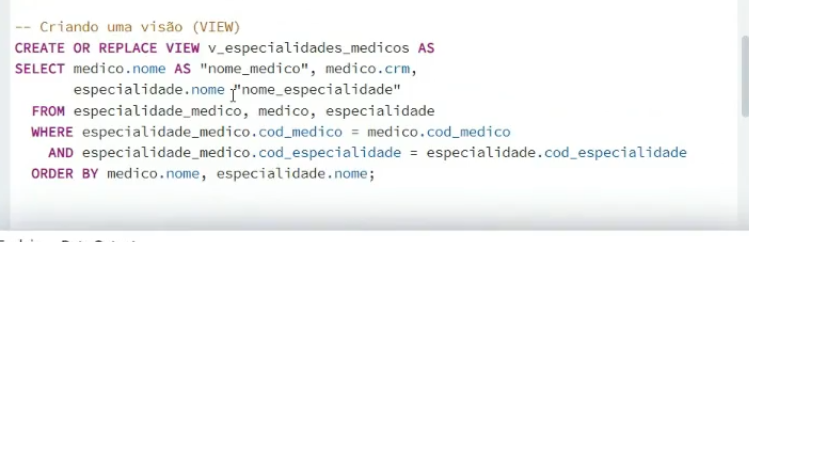 -- Criando uma visão (VIEW)
CREATE OR REPLACE VIEW v_especialidades_medicos AS
SELECT medico.nome AS "nome_medico", medico.crm,
especialidade.nome "nome_especialidade"
FROM especialidade_medico, medico, especialidade
WHERE especialidade_medico.cod_medico = medico.cod_medico
AND especialidade_medico.cod_especialidade = especialidade.cod_especialidade
ORDER BY medico.nome, especialidade.nome;